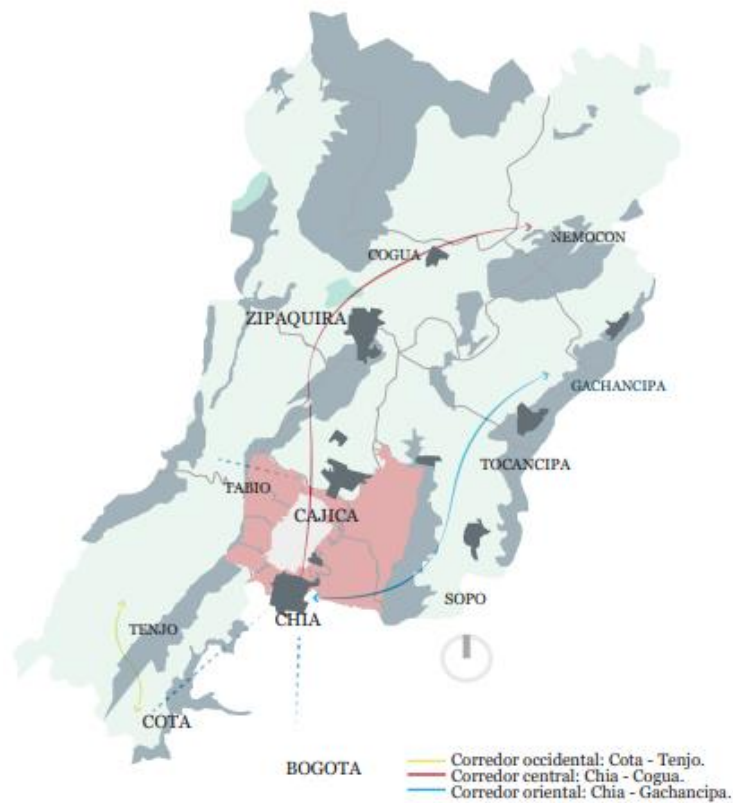 NEMOCON
COGUA
ZIPAQUIRA
GACHANCIPA
TOCANCIPA
TABIO
CAJICA
SOPO
CHIA
TENJO
COTA
BOGOTA
Corredor occidental: Cota - Tenjo.
Corredor central: Chia - Cogua.
Corredor oriental: Chia - Gachancipa.